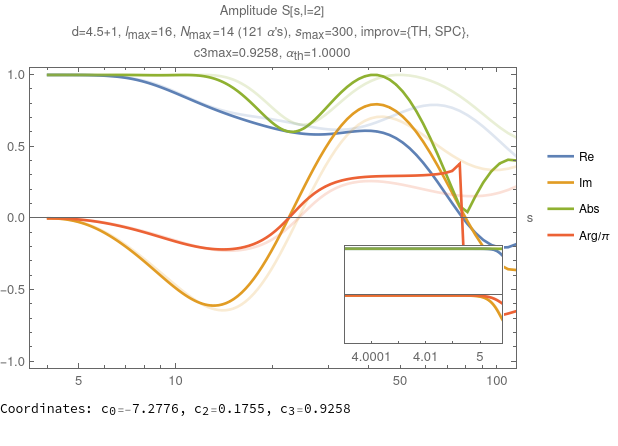 Amplitude S[s,l=2]
d=4.5+1, lmax=16, Nmax=14 (121 α's), smax=300, improv={TH, SPC},
c3max=0.9258, αth=1.0000
1.0
0.5
0.0
-0.5
-1.0
5
10
50
100
s
Re
Im
Abs
Arg/π
4.0001
4.01
5
Coordinates: c0=-7.2776, c2=0.1755, c3=0.9258